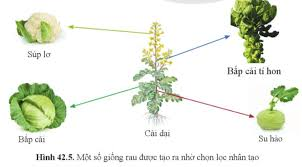 Súp lơ
Bắp cải tí hon
Bắp cải
Cải dại
Su hào
Hình 42.5. Một số giống rau được tạo ra nhờ chọn lọc nhân tạo